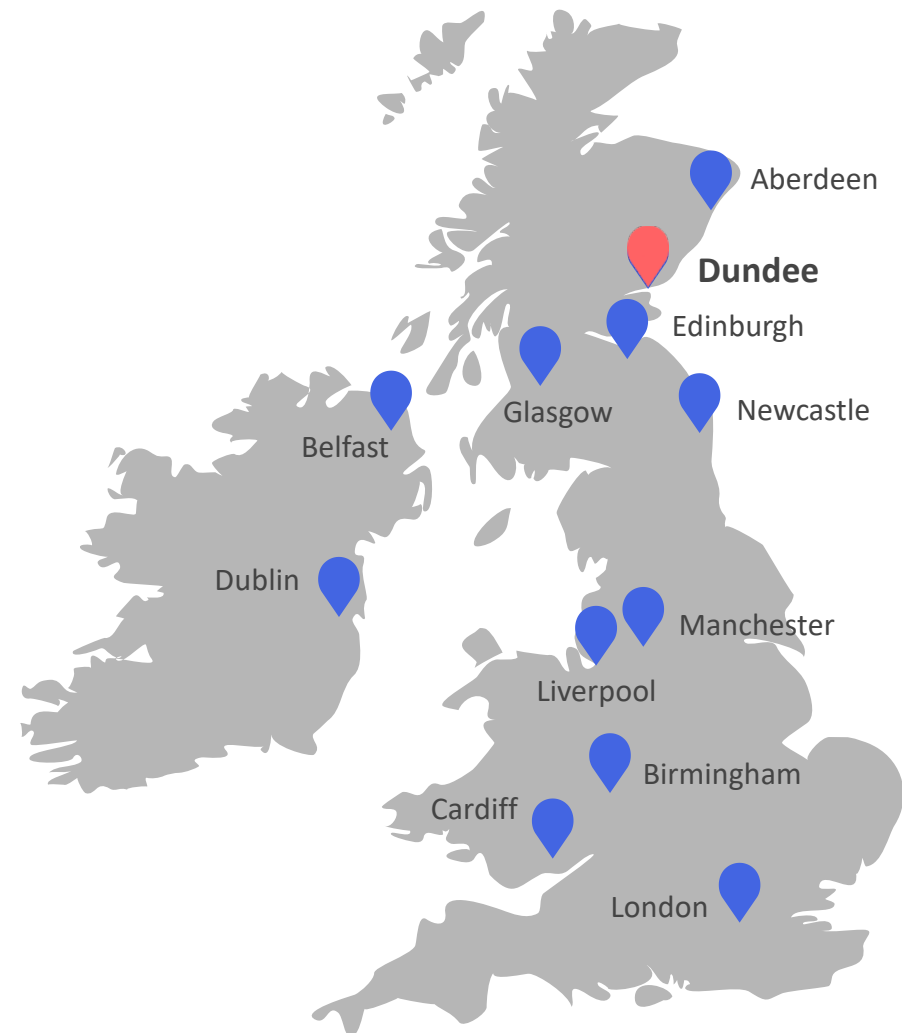 Aberdeen
Dundee
Edinburgh
Glasgow
Newcastle
Belfast
Dublin
Manchester
Liverpool
Birmingham
Cardiff
London